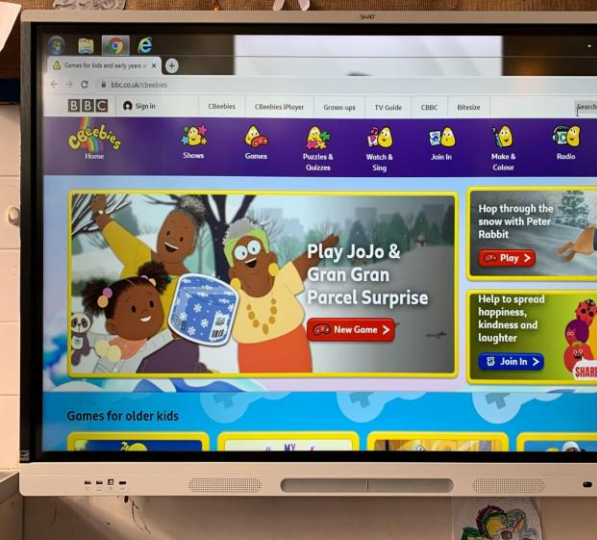 SMART
Games for kids and early years a
bbc.co.uk/cbeebies
BBC Sign in CBeebies CBeebies iPlayer Grown-ups TV Guide CBBC Bitesize Search
CBeebies
Home Shows Games Puzzles & Quizzes Watch & Sing Join In Make & Colour Radio
Play JoJo &
Gran Gran
Parcel Surprise
New Game
Hop through the
snow with Peter
Rabbit
Play
Help to spread
happiness,
kindness and
laughter
Join In
SHARE
Games for older kids
MY